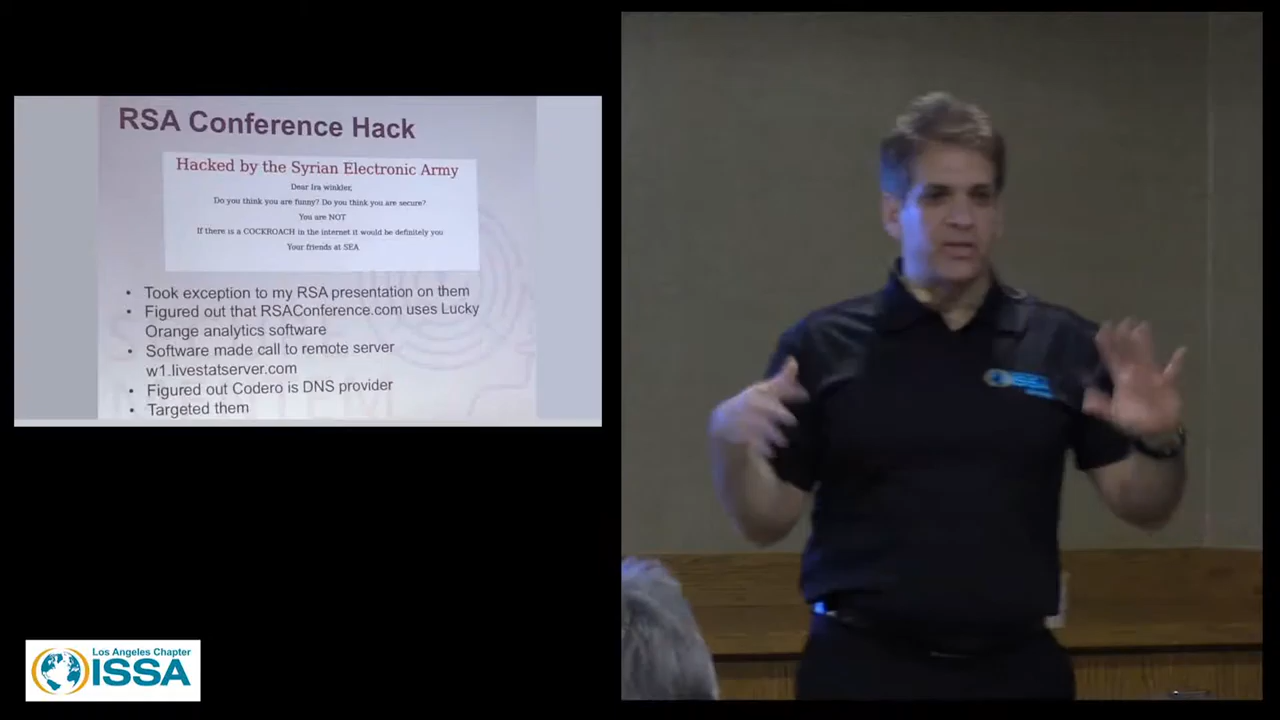 RSA Conference Hack
Hacked by the Syrian Electronic Army
Dear Ira winkler,
Do you think you are funny? Do you think you are secure?
You are NOT
If there is a COCKROACH in the internet it would be definitely you
Your friends at SEA
• Took exception to my RSA presentation on them
• Figured out that RSAConference.com uses Lucky
Orange analytics software
• Software made call to remote server
w1.livestatserver.com
• Figured out Codero is DNS provider
• Targeted them
Los Angeles Chapter
ISSA